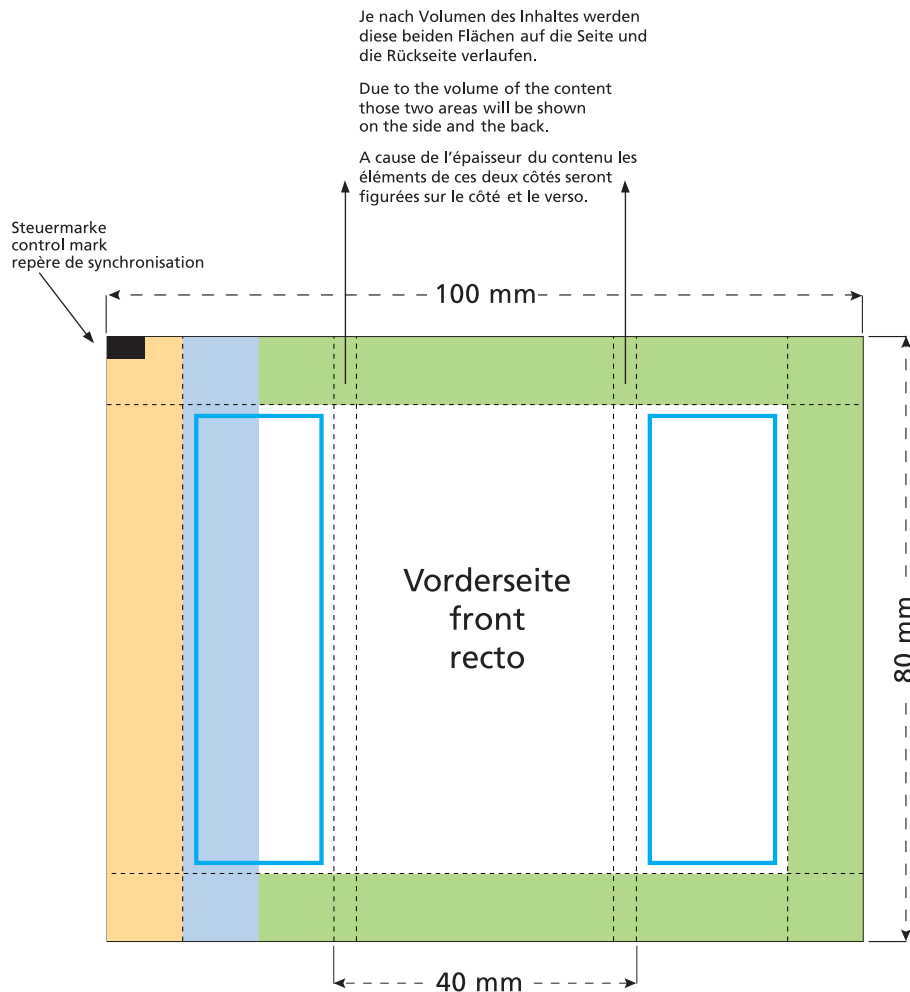 Je nach Volumen des Inhaltes werden
diese beiden Flächen auf die Seite und
die Rückseite verlaufen.
Due to the volume of the content
those two areas will be shown
on the side and the back.
A cause de l'épaisseur du contenu les
éléments de ces deux côtés seront
figurées sur le côté et le verso.
Steuermarke
control mark
repère de synchronisation
100 mm
Vorderseite
front
recto
80 mm
40 mm